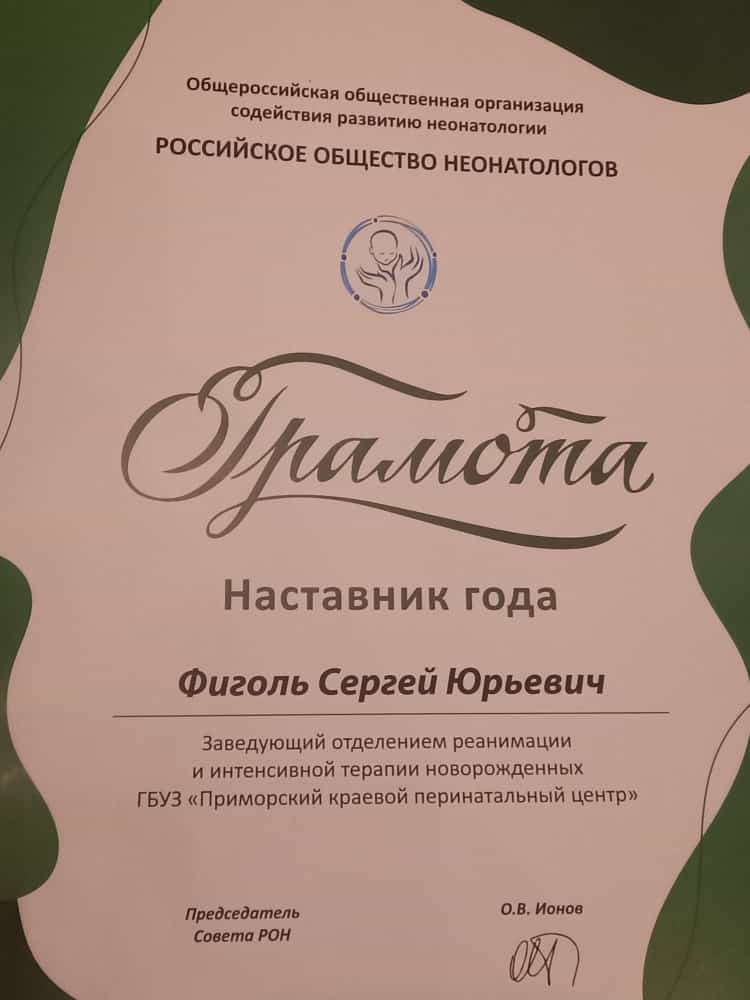 Общероссийская общественная организация
содействия развитию неонатологии
РОССИЙСКОЕ ОБЩЕСТВО НЕОНАТОЛОГОВ
Грамота
Наставник года
Фиголь Сергей Юрьевич
Заведующий отделением реанимации
и интенсивной терапии новорожденных
ГБУЗ «Приморский краевой перинатальный центр»
Председатель
Совета РОН
О.В. Ионов